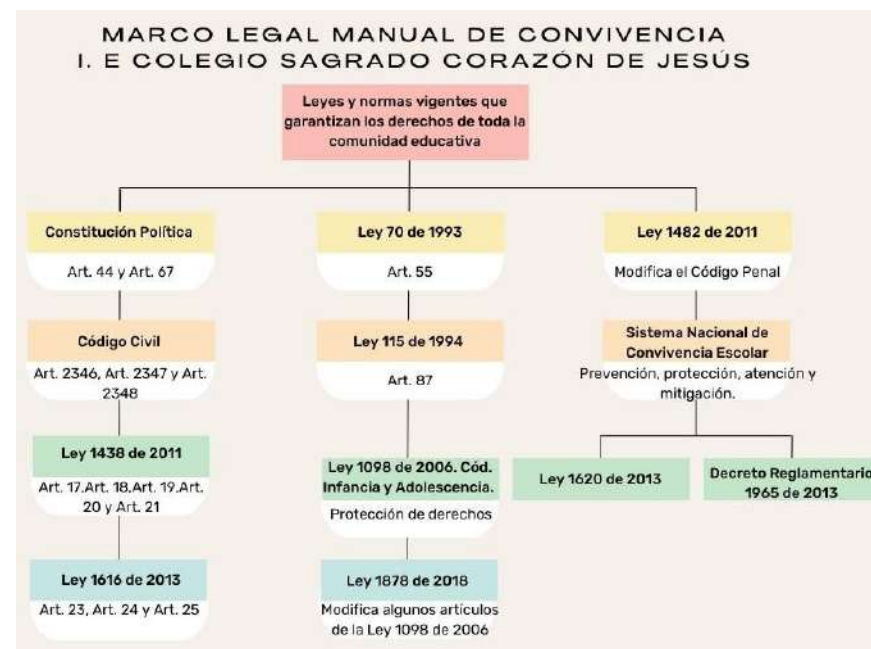 MARCO LEGAL MANUAL DE CONVIVENCIA
I. E COLEGIO SAGRADO CORAZÓN DE JESÚS
Leyes y normas vigentes que
garantizan los derechos de toda la
comunidad educativa
Constitución Política
Art. 44 y Art. 67
Código Civil
Art. 2346, Art. 2347 y Art.
2348
Ley 1438 de 2011
Art. 17.Art. 18.Art. 19.Art.
20 y Art. 21
Ley 1616 de 2013
Art. 23, Art. 24 y Art. 25
Ley 70 de 1993
Art. 55
Ley 115 de 1994
Art. 87
Ley 1098 de 2006. Cód.
Infancia y Adolescencia.
Protección de derechos
Ley 1878 de 2018
Modifica algunos artículos
de la Ley 1098 de 2006
Ley 1482 de 2011
Modifica el Código Penal
Sistema Nacional de
Convivencia Escolar
Prevención, protección, atención y
mitigación.
Ley 1620 de 2013
Decreto Reglamentario
1965 de 2013